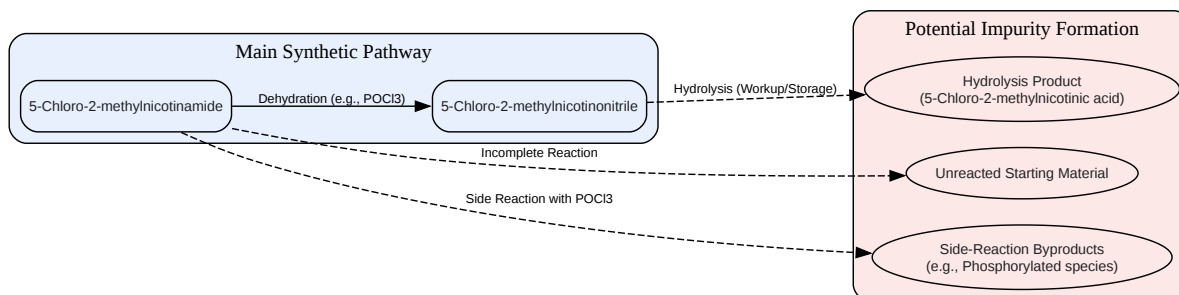 Main Synthetic Pathway
5-Chloro-2-methylnicotinamide
Dehydration (e.g., POCl3)
5-Chloro-2-methylnicotinonitrile
Hydrolysis (Workup/Storage)
Incomplete Reaction
Side Reaction with POCl3
Potential Impurity Formation
Hydrolysis Product
(5-Chloro-2-methylnicotinic acid)
Unreacted Starting Material
Side-Reaction Byproducts
(e.g., Phosphorylated species)